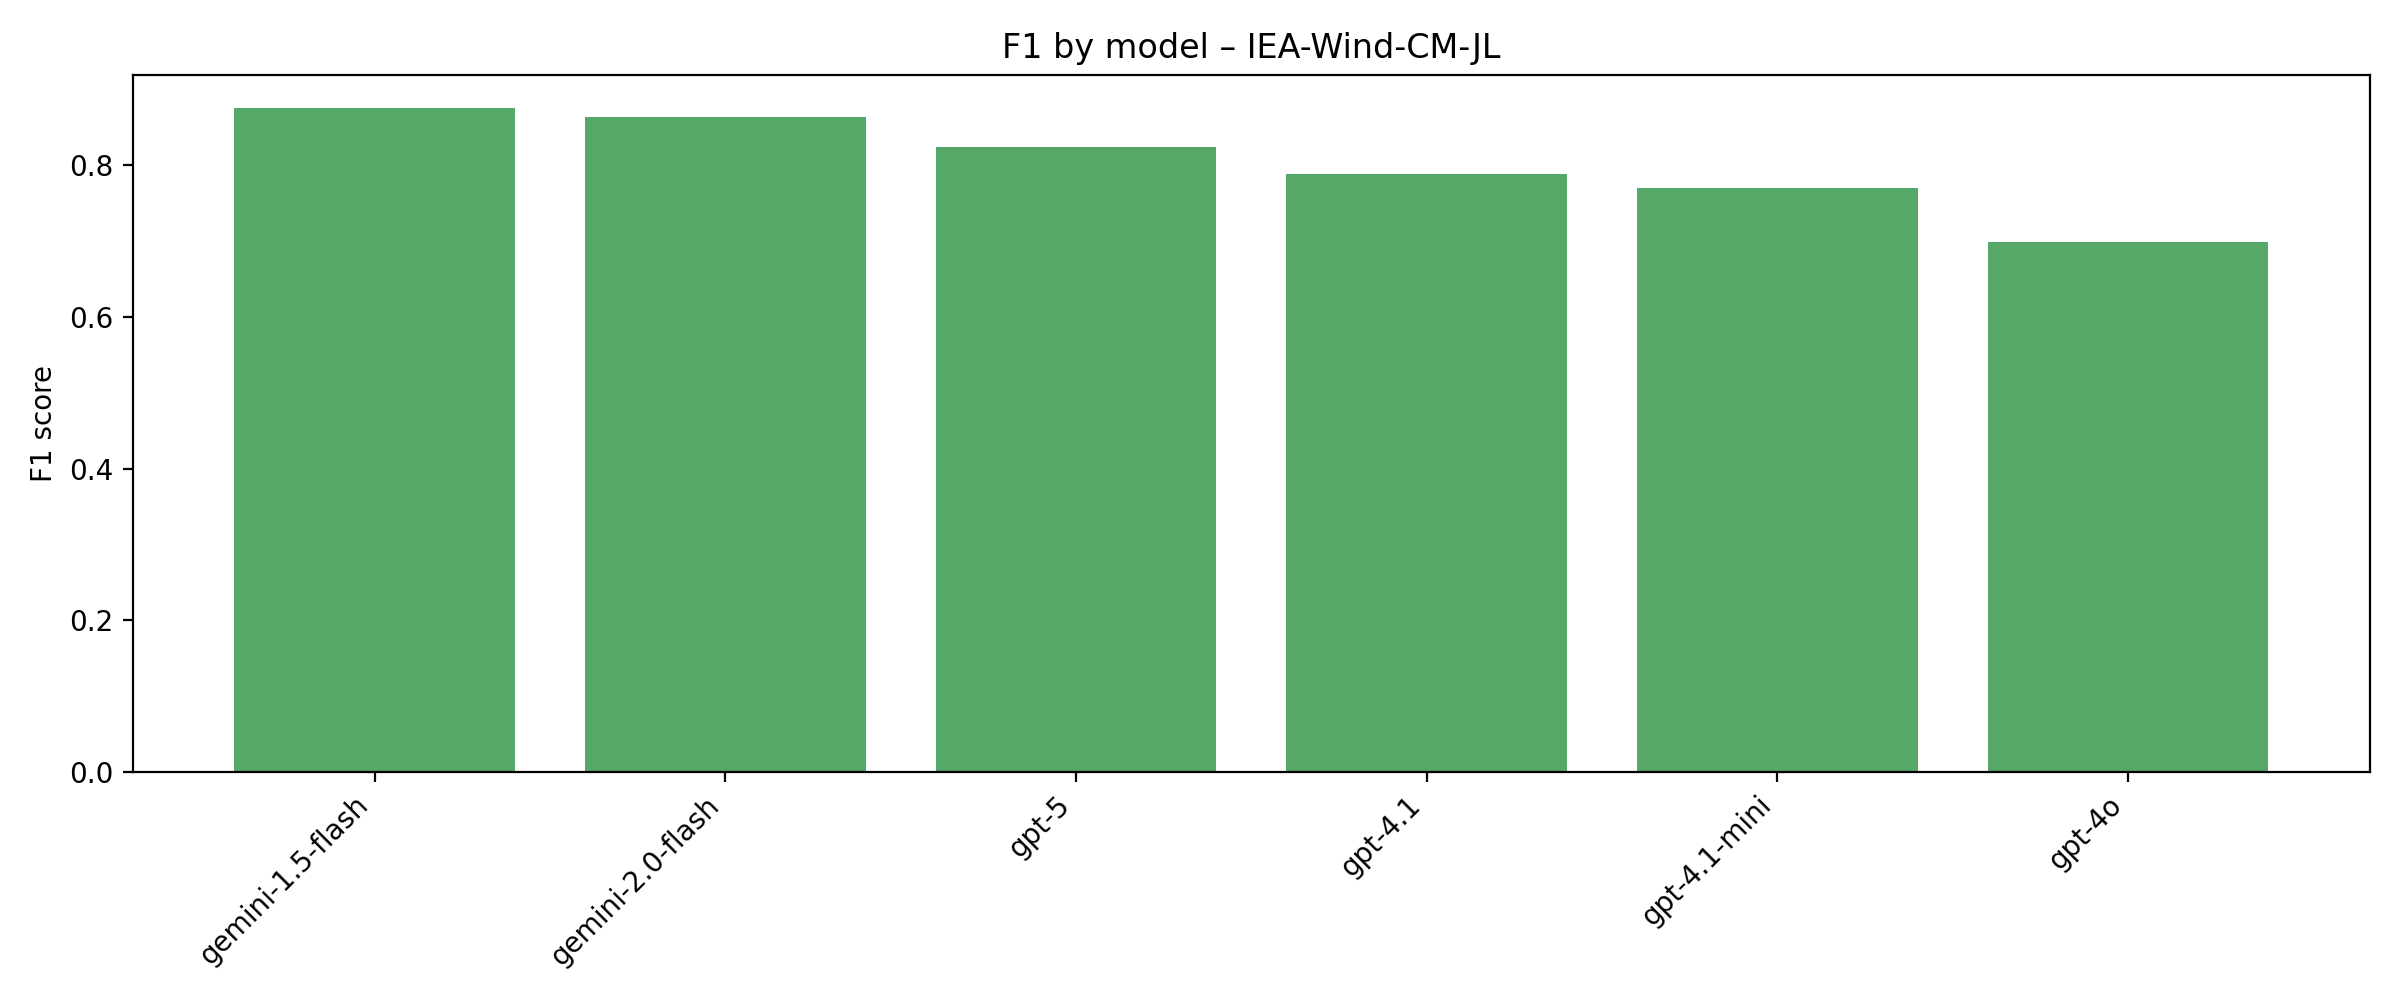 F1 by model – IEA-Wind-CM-JL
F1 score
0.8
0.6
0.4
0.2
0.0
gemini-1.5-flash
gemini-2.0-flash
gpt-5
gpt-4.1
gpt-4.1-mini
gpt-4o